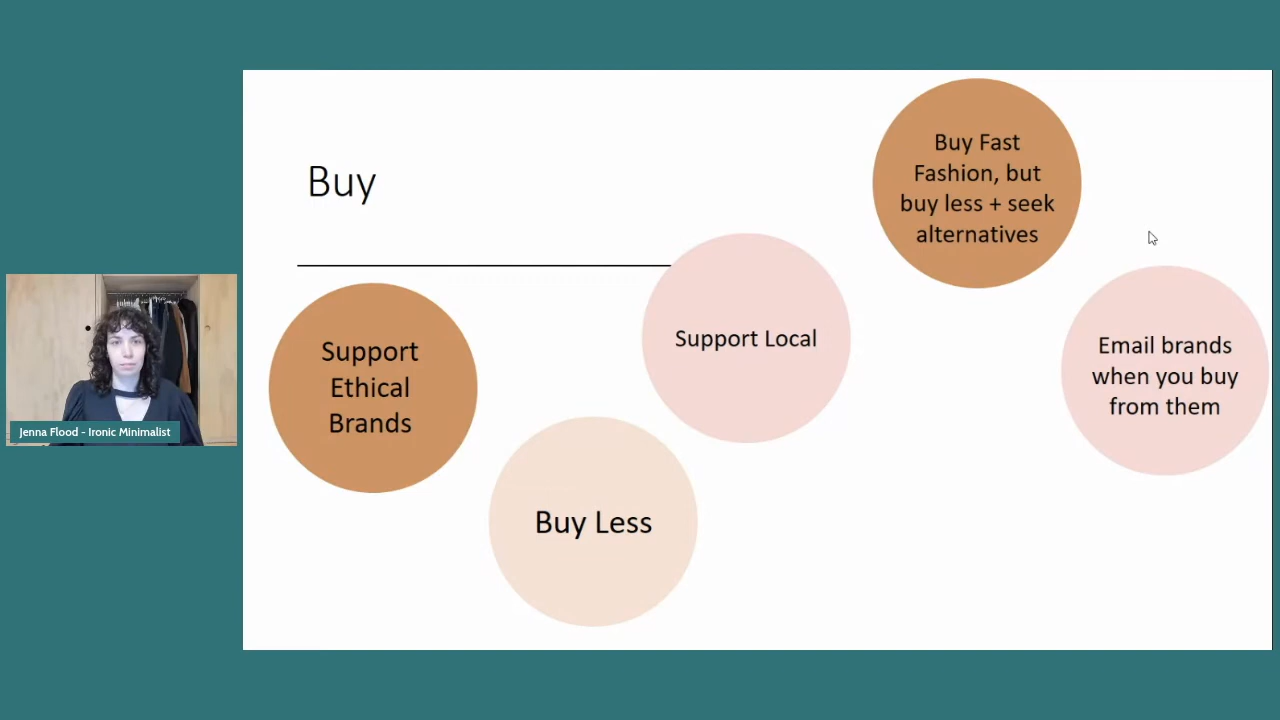 Buy
Support
Ethical
Brands
Buy Less
Support Local
Buy Fast
Fashion, but
buy less + seek
alternatives
Email brands
when you buy
from them
Jenna Flood - Ironic Minimalist